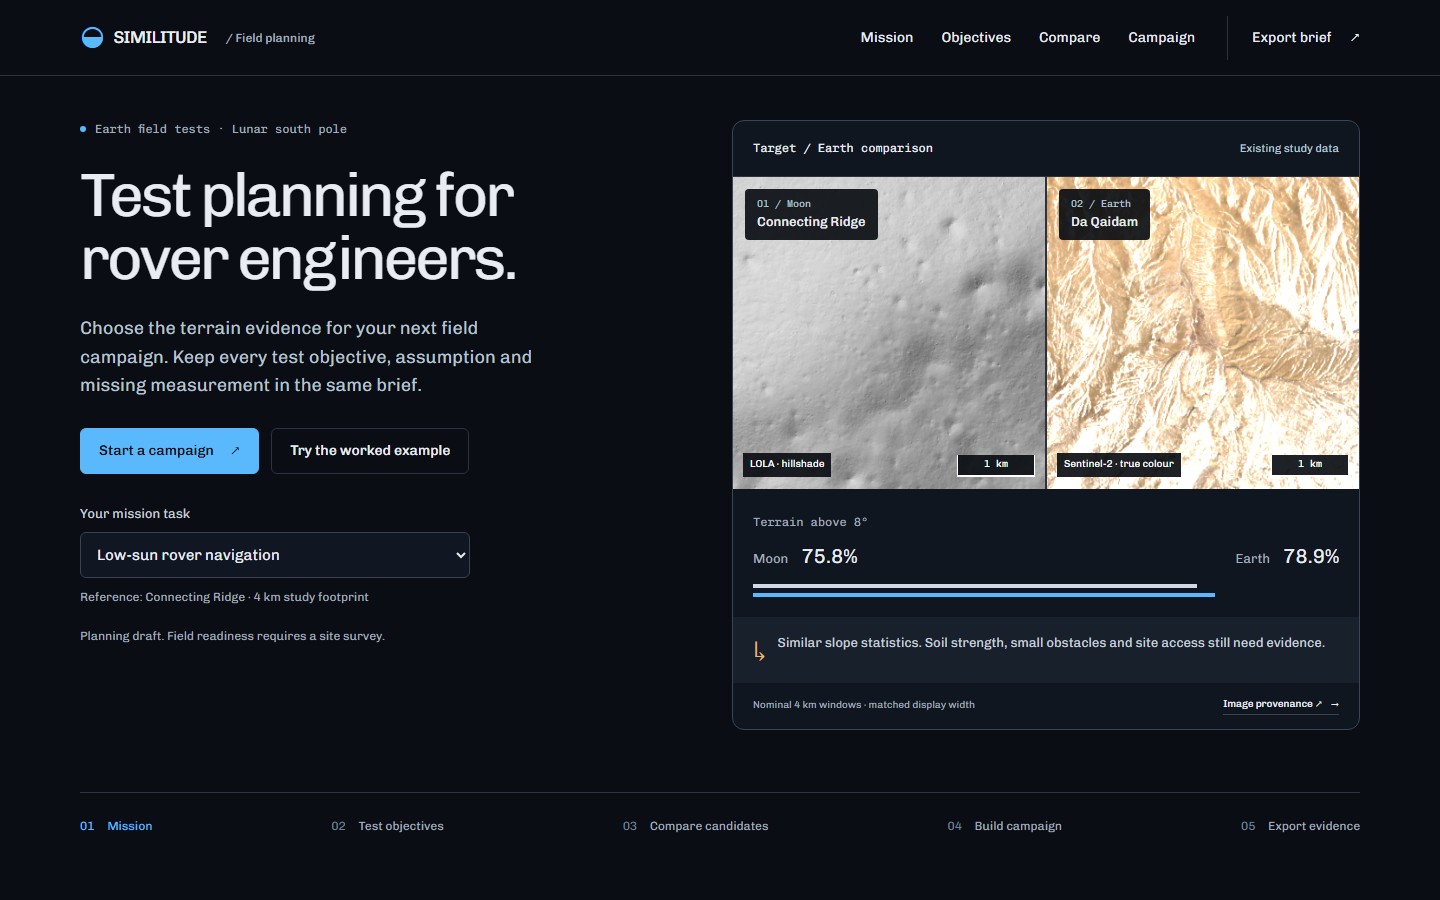 SIMILITUDE / Field planning
Mission Objectives Compare Campaign Export brief ↗
Earth field tests · Lunar south pole
Test planning for
rover engineers.
Choose the terrain evidence for your next field
campaign. Keep every test objective, assumption and
missing measurement in the same brief.
Start a campaign ↗ Try the worked example
Your mission task
Low-sun rover navigation
Reference: Connecting Ridge · 4 km study footprint
Planning draft. Field readiness requires a site survey.
Target / Earth comparison Existing study data
01 / Moon
Connecting Ridge
02 / Earth
Da Qaidam
LOLA · hillshade 1 km
Sentinel-2 · true colour 1 km
Terrain above 8°
Moon 75.8% Earth 78.9%
↳ Similar slope statistics. Soil strength, small obstacles and site access still need evidence.
Nominal 4 km windows · matched display width Image provenance ↗ →
01 Mission 02 Test objectives 03 Compare candidates 04 Build campaign 05 Export evidence